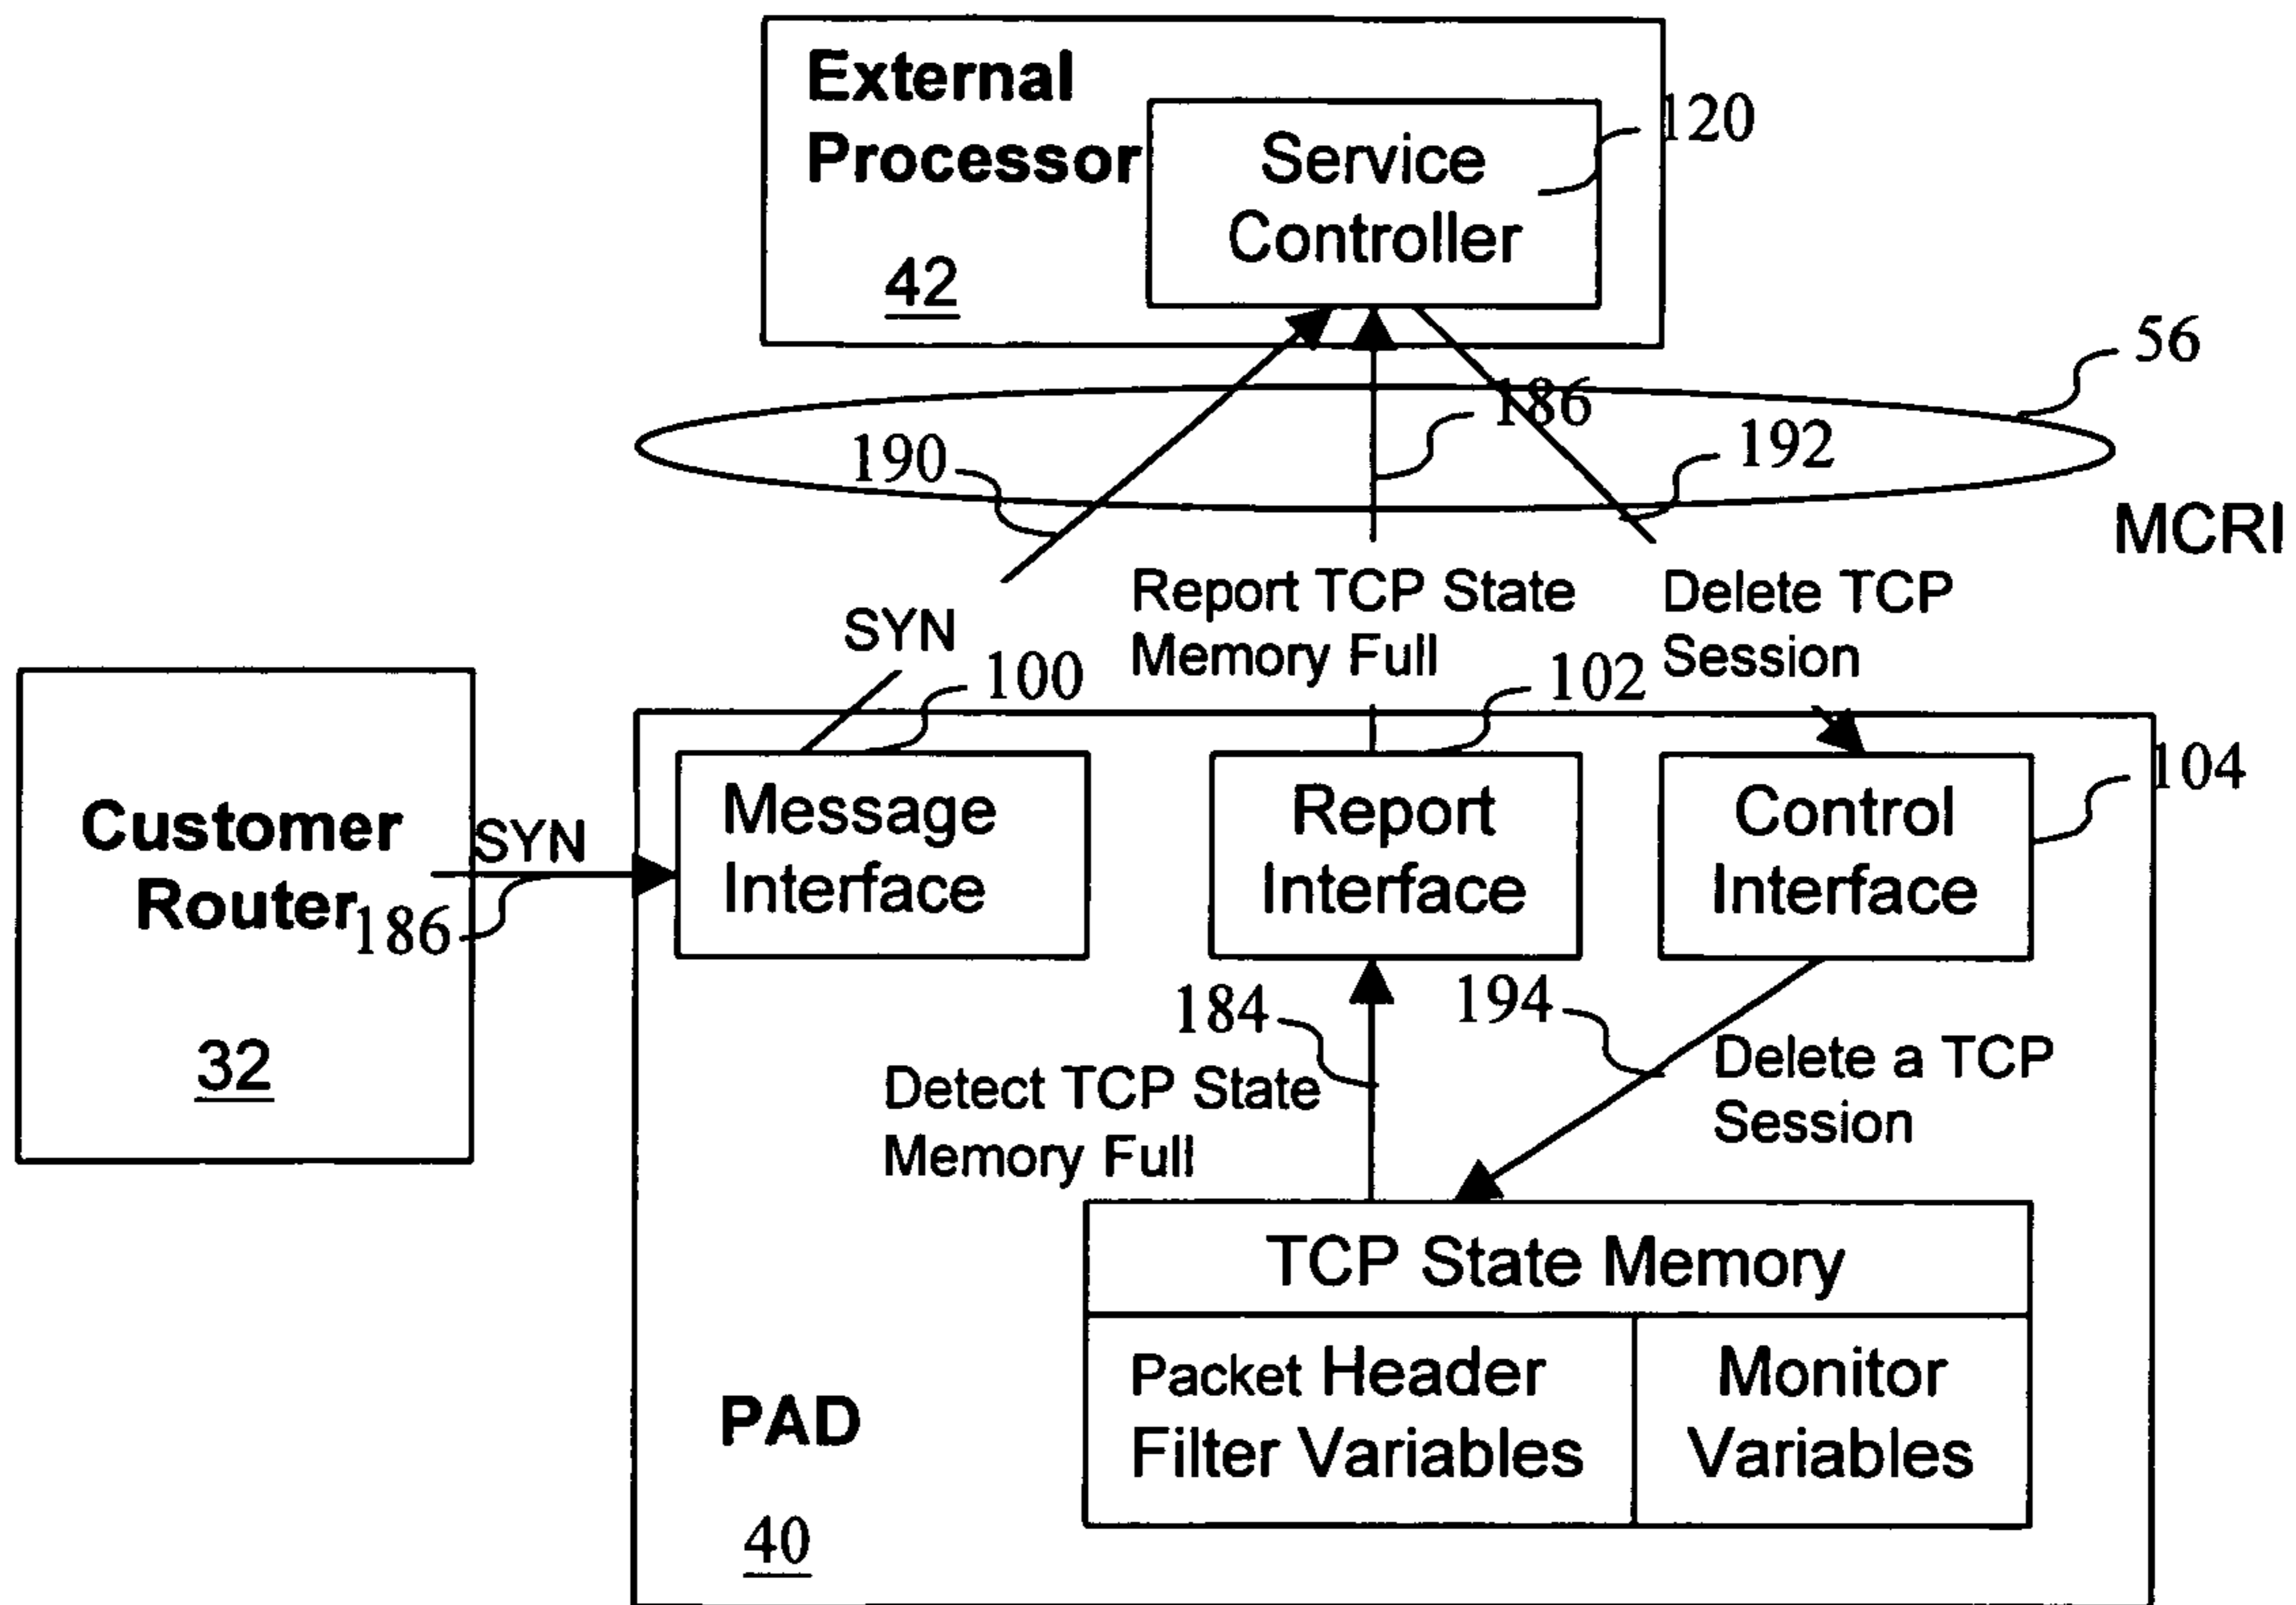 External
Processor
42
Service
Controller
120
56
186
190
192
MCRI
SYN
Report TCP State
Memory Full
Delete TCP
Session
100
102
104
Customer
Router
32
SYN
186
Message
Interface
Report
Interface
Control
Interface
184
194
Detect TCP State
Memory Full
Delete a TCP
Session
TCP State Memory
Packet Header
Filter Variables
Monitor
Variables
PAD
40